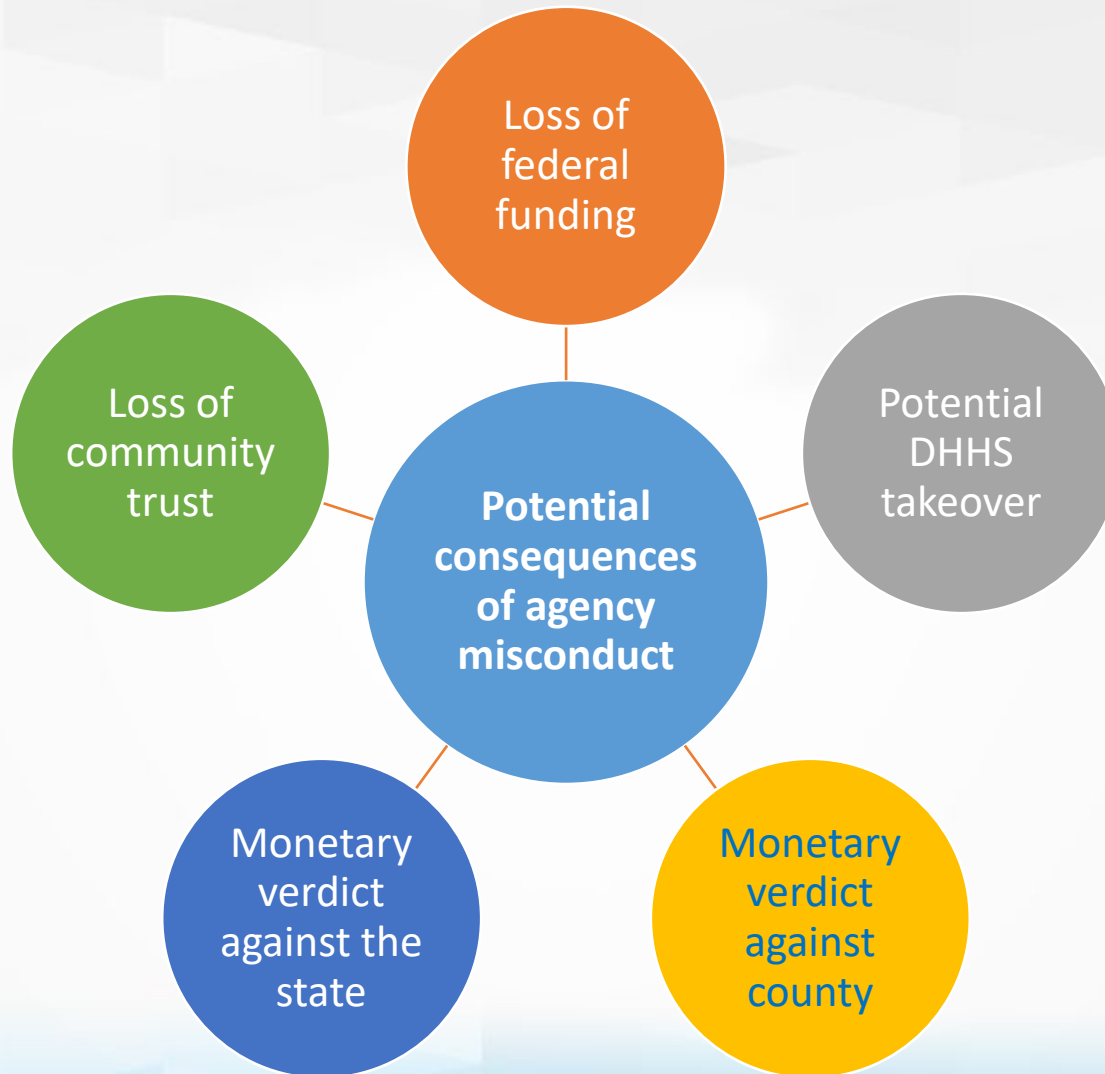 Loss of
federal
funding
Loss of
community
trust
Potential
DHHS
takeover
Potential
consequences
of agency
misconduct
Monetary
verdict
against the
state
Monetary
verdict
against
county